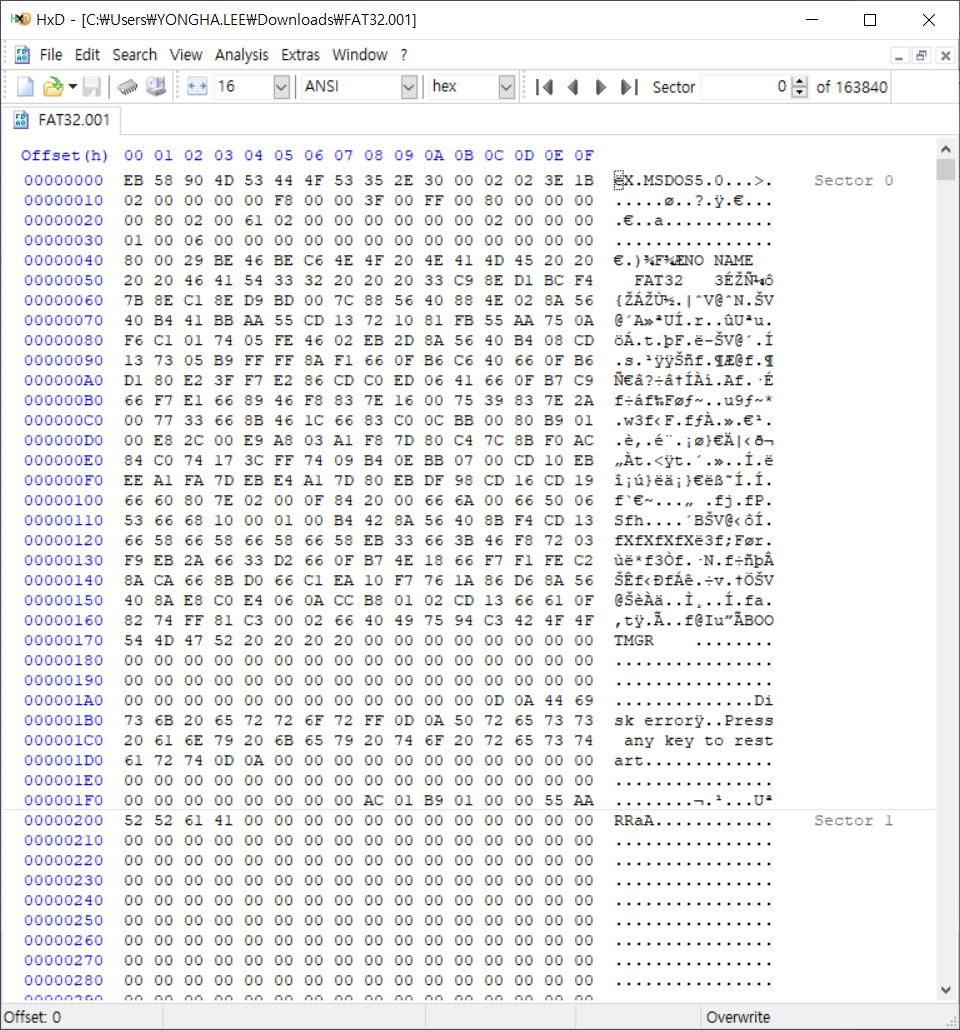 HxD - [C:₩Users₩YONGHA.LEE₩Downloads₩FAT32.001]
File Edit Search View Analysis Extras Window ?
16 ANSI hex Sector 0 of 163840
FAT32.001
Offset(h) 00 01 02 03 04 05 06 07 08 09 0A 0B 0C 0D 0E 0F
00000000 EB 58 90 4D 53 44 4F 53 35 2E 30 00 02 02 3E 1B ëX.MSDOS5.0...>. Sector 0
00000010 02 00 00 00 00 F8 00 00 3F 00 FF 00 80 00 00 00 .....ø..?.ÿ.€...
00000020 00 80 02 00 61 02 00 00 00 00 00 00 02 00 00 00 .€..a...........
00000030 01 00 06 00 00 00 00 00 00 00 00 00 00 00 00 00 ................
00000040 80 00 29 BE 46 BE C6 4E 4F 20 4E 41 4D 45 20 20 €.)¾F¾ÆNO NAME
00000050 20 20 46 41 54 33 32 20 20 20 33 C9 8E D1 BC F4 FAT32   3ÉŽÑ¼ô
00000060 7B 8E C1 8E D9 BD 00 7C 88 56 40 88 4E 02 8A 56 {ŽÁŽÙ½.|ˆV@ˆN.ŠV
00000070 40 B4 41 BB AA 55 CD 13 72 10 81 FB 55 AA 75 0A @´A»ªUÍ.r..ûUªu.
00000080 F6 C1 01 74 05 FE 46 02 EB 2D 8A 56 40 B4 08 CD öÁ.t.þF.ë-ŠV@´.Í
00000090 13 73 05 B9 FF FF 8A F1 66 0F B6 C6 40 66 0F B6 .s.¹ÿÿŠñf.¶Æ@f.¶
000000A0 D1 80 E2 3F F7 E2 86 CD C0 ED 06 41 66 0F B7 C9 Ñ€â?÷â†ÍÀí.Af.·É
000000B0 66 F7 E1 66 89 46 F8 83 7E 16 00 75 39 83 7E 2A f÷áf‰Føƒ~..u9ƒ~*
000000C0 00 77 33 66 8B 46 1C 66 83 C0 0C BB 00 80 B9 01 .w3f‹F.fƒÀ.».€¹.
000000D0 00 E8 2C 00 E9 A8 03 A1 F8 7D 80 C4 7C 8B F0 AC .è,.é¨.¡ø}€Ä|‹ð¬
000000E0 84 C0 74 17 3C FF 74 09 B4 0E BB 07 00 CD 10 EB „Àt.<ÿt.´.»..Í.ë
000000F0 EE A1 FA 7D EB E4 A1 7D 80 EB DF 98 CD 16 CD 19 î¡ú}ëä¡}€ëß˜Í.Í.
00000100 66 60 80 7E 02 00 0F 84 20 00 66 6A 00 66 50 06 f`€~...„ .fj.fP.
00000110 53 66 68 10 00 01 00 B4 42 8A 56 40 8B F4 CD 13 Sfh....´BŠV@‹ôÍ.
00000120 66 58 66 58 66 58 66 58 EB 33 66 3B 46 F8 72 03 fXfXfXfXë3f;Før.
00000130 F9 EB 2A 66 33 D2 66 0F B7 4E 18 66 F7 F1 FE C2 ùë*f3Òf.·N.f÷ñþÂ
00000140 8A CA 66 8B D0 66 C1 EA 10 F7 76 1A 86 D6 8A 56 ŠÊf‹ÐfÁê.÷v.†ÖŠV
00000150 40 8A E8 C0 E4 06 0A CC B8 01 02 CD 13 66 61 0F @ŠèÀä..Ì¸..Í.fa.
00000160 82 74 FF 81 C3 00 02 66 40 49 75 94 C3 42 4F 4F ‚tÿ.Ã..f@Iu”ÃBOO
00000170 54 4D 47 52 20 20 20 20 00 00 00 00 00 00 00 00 TMGR    ........
00000180 00 00 00 00 00 00 00 00 00 00 00 00 00 00 00 00 ................
00000190 00 00 00 00 00 00 00 00 00 00 00 00 00 00 00 00 ................
000001A0 00 00 00 00 00 00 00 00 00 00 00 00 0D 0A 44 69 ..............Di
000001B0 73 6B 20 65 72 72 6F 72 FF 0D 0A 50 72 65 73 73 sk errorÿ..Press
000001C0 20 61 6E 79 20 6B 65 79 20 74 6F 20 72 65 73 74 any key to rest
000001D0 61 72 74 0D 0A 00 00 00 00 00 00 00 00 00 00 00 art.............
000001E0 00 00 00 00 00 00 00 00 00 00 00 00 00 00 00 00 ................
000001F0 00 00 00 00 00 00 00 00 AC 01 B9 01 00 00 55 AA ........¬.¹...Uª
00000200 52 52 61 41 00 00 00 00 00 00 00 00 00 00 00 00 RRaA............ Sector 1
00000210 00 00 00 00 00 00 00 00 00 00 00 00 00 00 00 00 ................
00000220 00 00 00 00 00 00 00 00 00 00 00 00 00 00 00 00 ................
00000230 00 00 00 00 00 00 00 00 00 00 00 00 00 00 00 00 ................
00000240 00 00 00 00 00 00 00 00 00 00 00 00 00 00 00 00 ................
00000250 00 00 00 00 00 00 00 00 00 00 00 00 00 00 00 00 ................
00000260 00 00 00 00 00 00 00 00 00 00 00 00 00 00 00 00 ................
00000270 00 00 00 00 00 00 00 00 00 00 00 00 00 00 00 00 ................
00000280 00 00 00 00 00 00 00 00 00 00 00 00 00 00 00 00 ................
Offset: 0 Overwrite